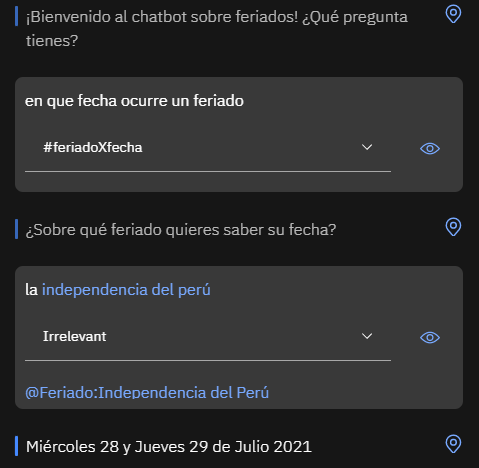 ¡Bienvenido al chatbot sobre feriados! ¿Qué pregunta
tienes?
en que fecha ocurre un feriado
#feriadoXfecha
¿Sobre qué feriado quieres saber su fecha?
la independencia del perú
Irrelevant
@Feriado:Independencia del Perú
Miércoles 28 y Jueves 29 de Julio 2021